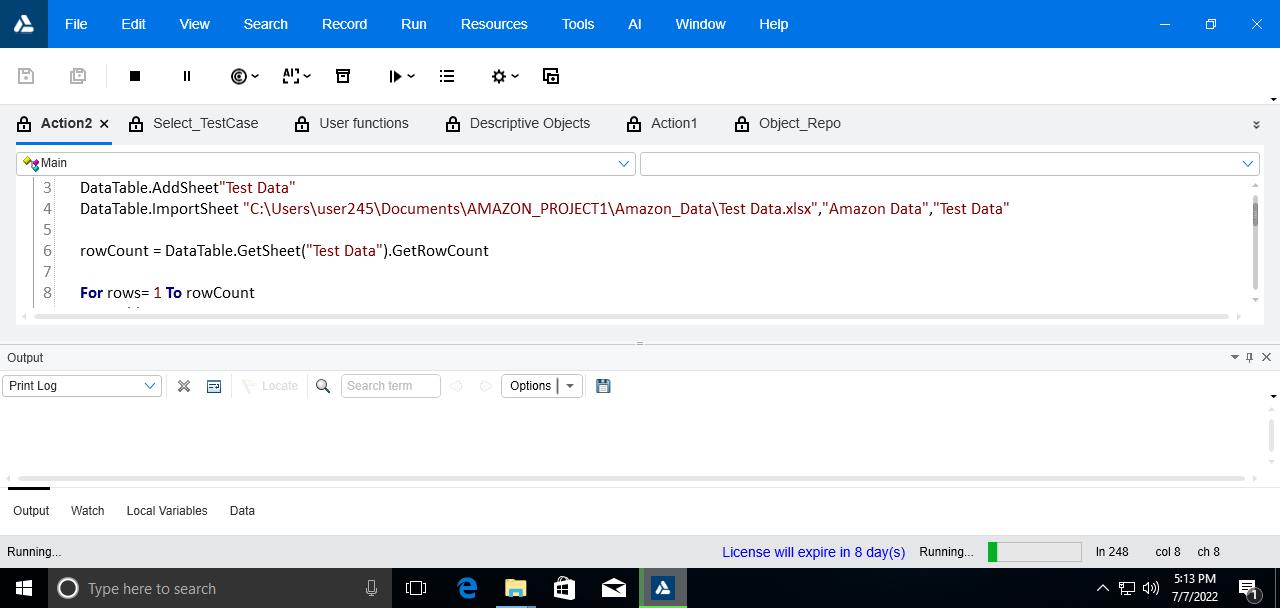 File Edit View Search Record Run Resources Tools AI Window Help
Action2 Select_TestCase User functions Descriptive Objects Action1 Object_Repo
Main
3 DataTable.AddSheet"Test Data"
4 DataTable.ImportSheet "C:\Users\user245\Documents\AMAZON_PROJECT1\Amazon_Data\Test Data.xlsx","Amazon Data","Test Data"
5
6 rowCount = DataTable.GetSheet("Test Data").GetRowCount
7
8 For rows= 1 To rowCount
Output
Print Log Locate Search term Options
Output Watch Local Variables Data
Running... License will expire in 8 day(s) Running... ln 248 col 8 ch 8
Type here to search
5:13 PM
7/7/2022
1